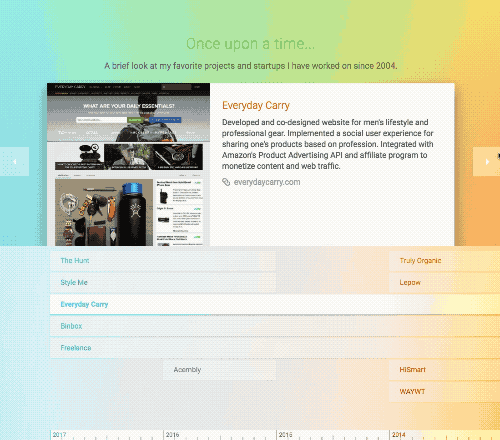 Once upon a time...
A brief look at my favorite projects and startups I have worked on since 2004.
EVERYDAY CARRY
WHAT ARE YOUR DAILY ESSENTIALS?
Everyday Carry
Developed and co-designed website for men's lifestyle and
professional gear. Implemented a social user experience for
sharing one's products based on profession. Integrated with
Amazon's Product Advertising API and affiliate program to
monetize content and web traffic.
everydaycarry.com
The Hunt
Truly Organic
Style Me
Lepow
Everyday Carry
Binbox
Freelance
Acembly
HiSmart
WAYWT
2017
2016
2015
2014